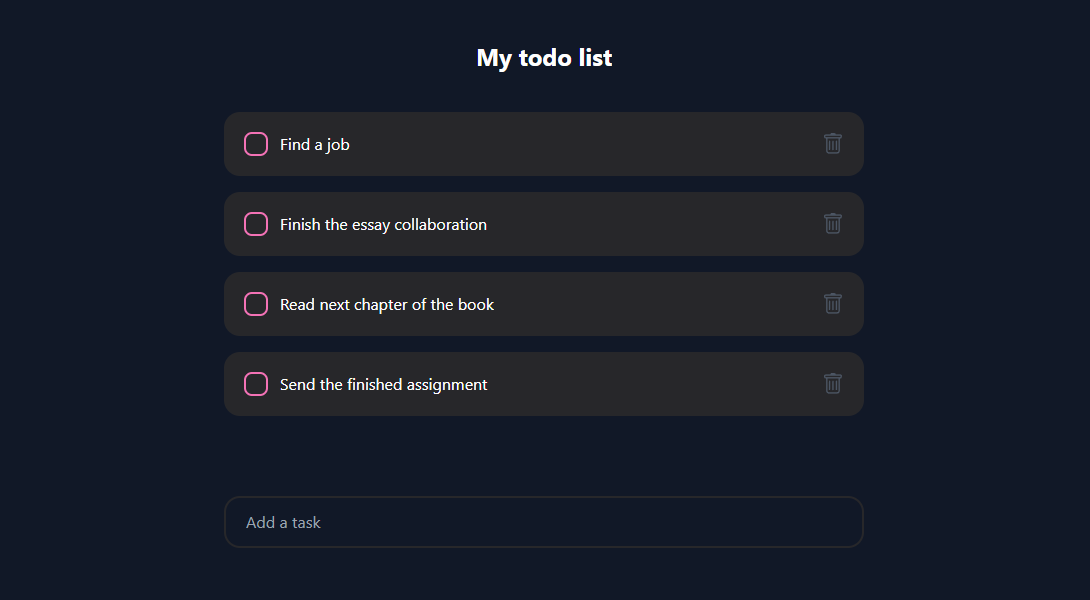 My todo list
Find a job
Finish the essay collaboration
Read next chapter of the book
Send the finished assignment
Add a task